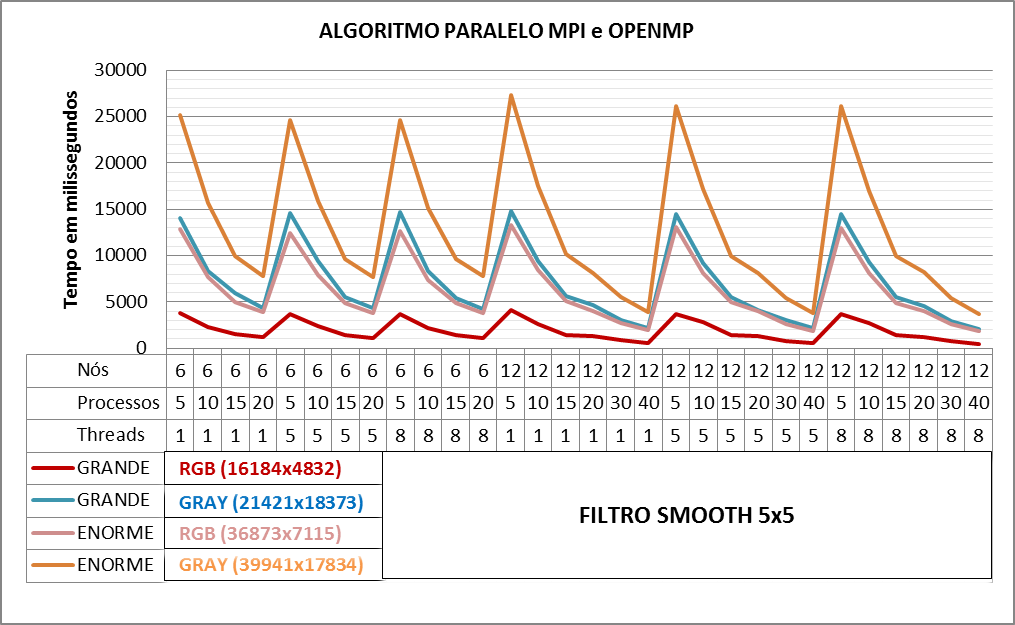 ALGORITMO PARALELO MPI e OPENMP
Tempo em milissegundos
30000
25000
20000
15000
10000
5000
0
Nós 6 6 6 6 6 6 6 6 6 6 6 6 12 12 12 12 12 12 12 12 12 12 12 12 12 12 12 12 12 12
Processos 5 10 15 20 5 10 15 20 5 10 15 20 5 10 15 20 30 40 5 10 15 20 30 40 5 10 15 20 30 40
Threads 1 1 1 1 5 5 5 5 8 8 8 8 1 1 1 1 1 1 5 5 5 5 5 5 8 8 8 8 8 8
GRANDE RGB (16184x4832)
GRANDE GRAY (21421x18373)
ENORME RGB (36873x7115)
ENORME GRAY (39941x17834)
FILTRO SMOOTH 5x5